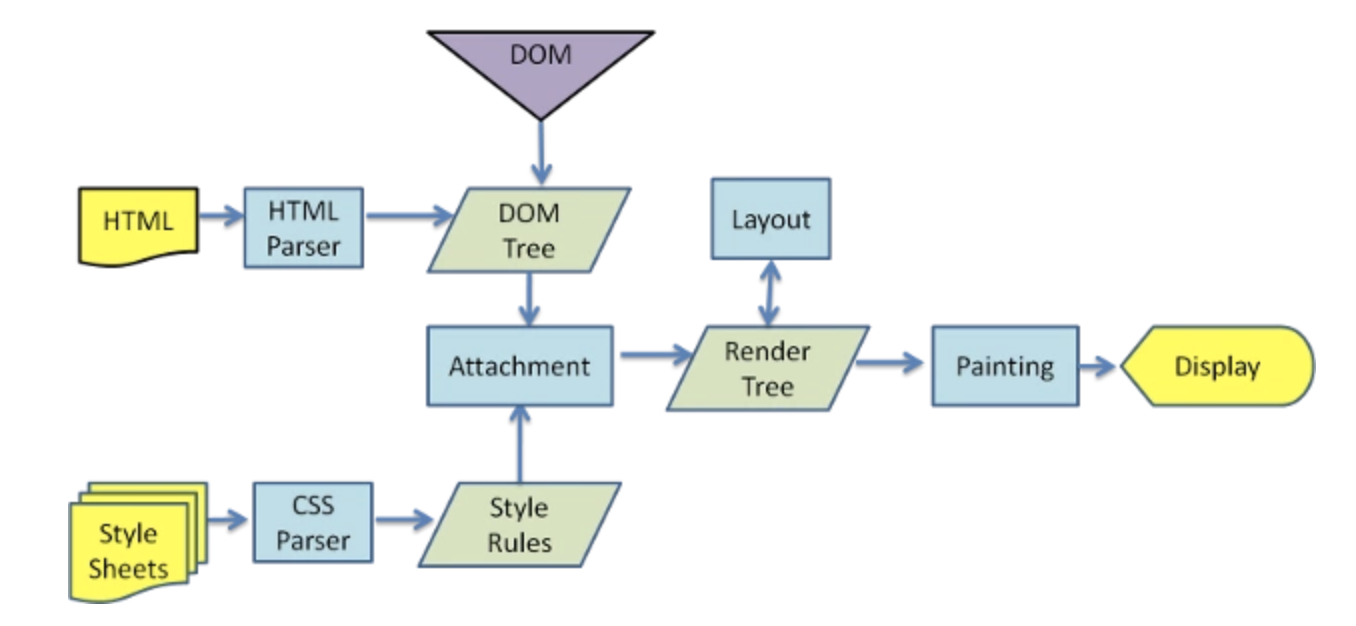 DOM
HTML
HTML
Parser
DOM
Tree
Layout
Attachment
Render
Tree
Painting
Display
Style
Sheets
CSS
Parser
Style
Rules